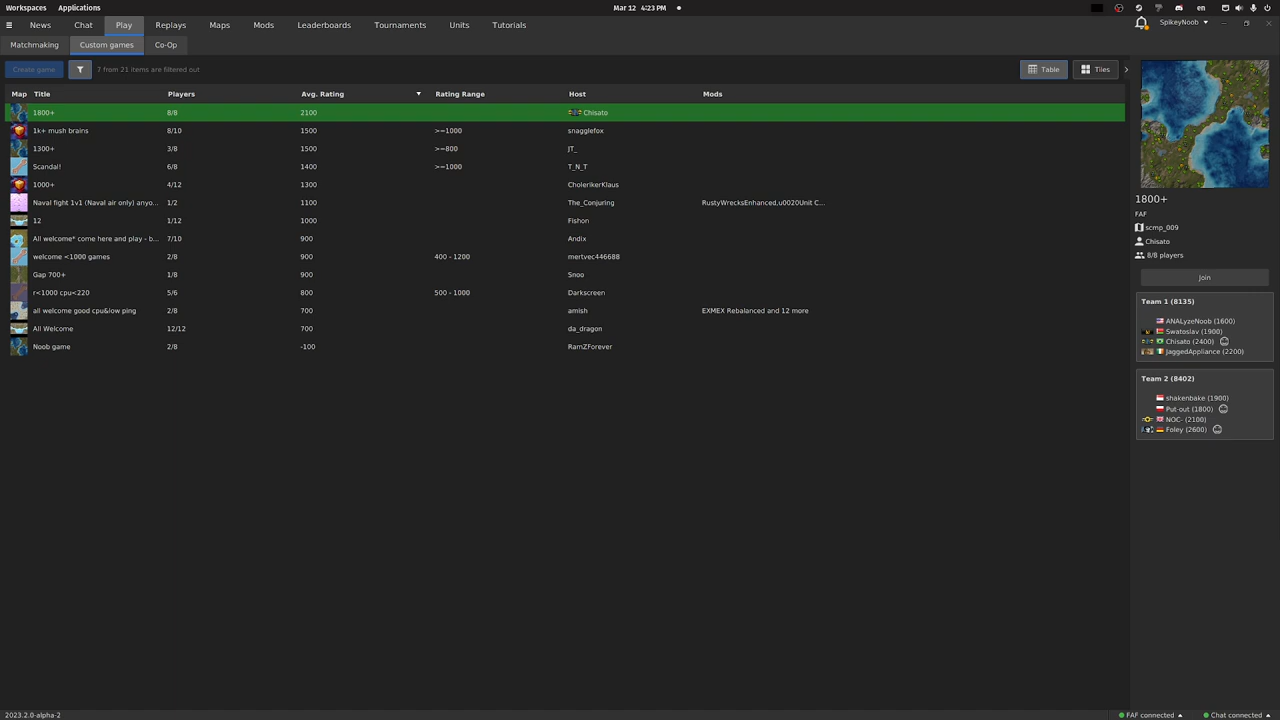 Workspaces Applications Mar 12 4:23 PM en
News Chat Play Replays Maps Mods Leaderboards Tournaments Units Tutorials SpikeyNoob
Matchmaking Custom games Co-Op
Create game 7 from 21 items are filtered out Table Tiles
Map Title Players Avg. Rating Rating Range Host Mods
1800+ 8/8 2100 Chisato
1k+ mush brains 8/10 1500 >=1000 snagglefox
1300+ 3/8 1500 >=800 JT_
Scandal! 6/8 1400 >=1000 T_N_T
1000+ 4/12 1300 CholerikerKlaus
Naval fight 1v1 (Naval air only) anyo... 1/2 1100 The_Conjuring RustyWrecksEnhanced,u0020Unit C...
12 1/12 1000 Fishon
All welcome* come here and play - b... 7/10 900 Andix
welcome <1000 games 2/8 900 400 - 1200 mertvec446688
Gap 700+ 1/8 900 Snoo
r<1000 cpu<220 5/6 800 500 - 1000 Darkscreen
all welcome good cpu&low ping 2/8 700 amish EXMEX Rebalanced and 12 more
All Welcome 12/12 700 da_dragon
Noob game 2/8 -100 RamZForever
1800+
FAF
scmp_009
Chisato
8/8 players
Join
Team 1 (8135)
ANALyzeNoob (1600)
Swatoslav (1900)
Chisato (2400)
JaggedAppliance (2200)
Team 2 (8402)
shakenbake (1900)
Put-out (1800)
NOC- (2100)
Foley (2600)
2023.2.0-alpha-2 FAF connected Chat connected